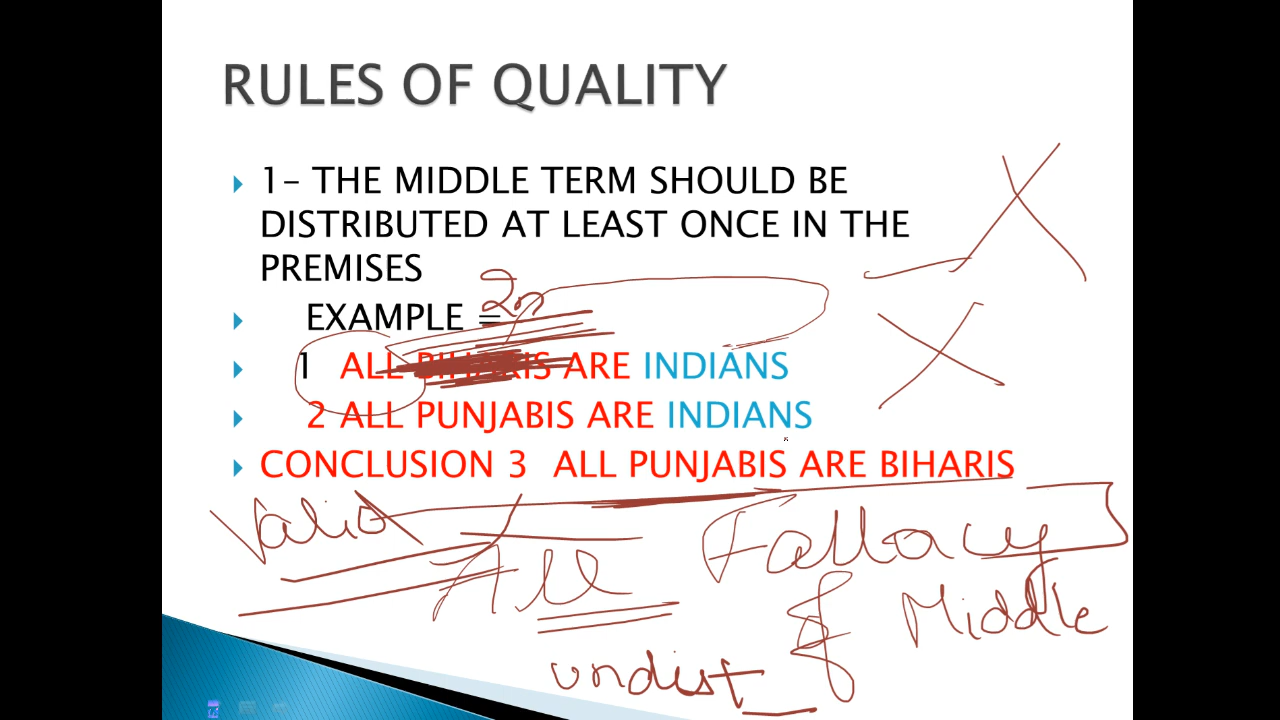 RULES OF QUALITY
1- THE MIDDLE TERM SHOULD BE
DISTRIBUTED AT LEAST ONCE IN THE
PREMISES
EXAMPLE =
1 ALL BIHARIS ARE INDIANS
2 ALL PUNJABIS ARE INDIANS
CONCLUSION 3 ALL PUNJABIS ARE BIHARIS
Valid
All
Fallacy
of Middle
undist